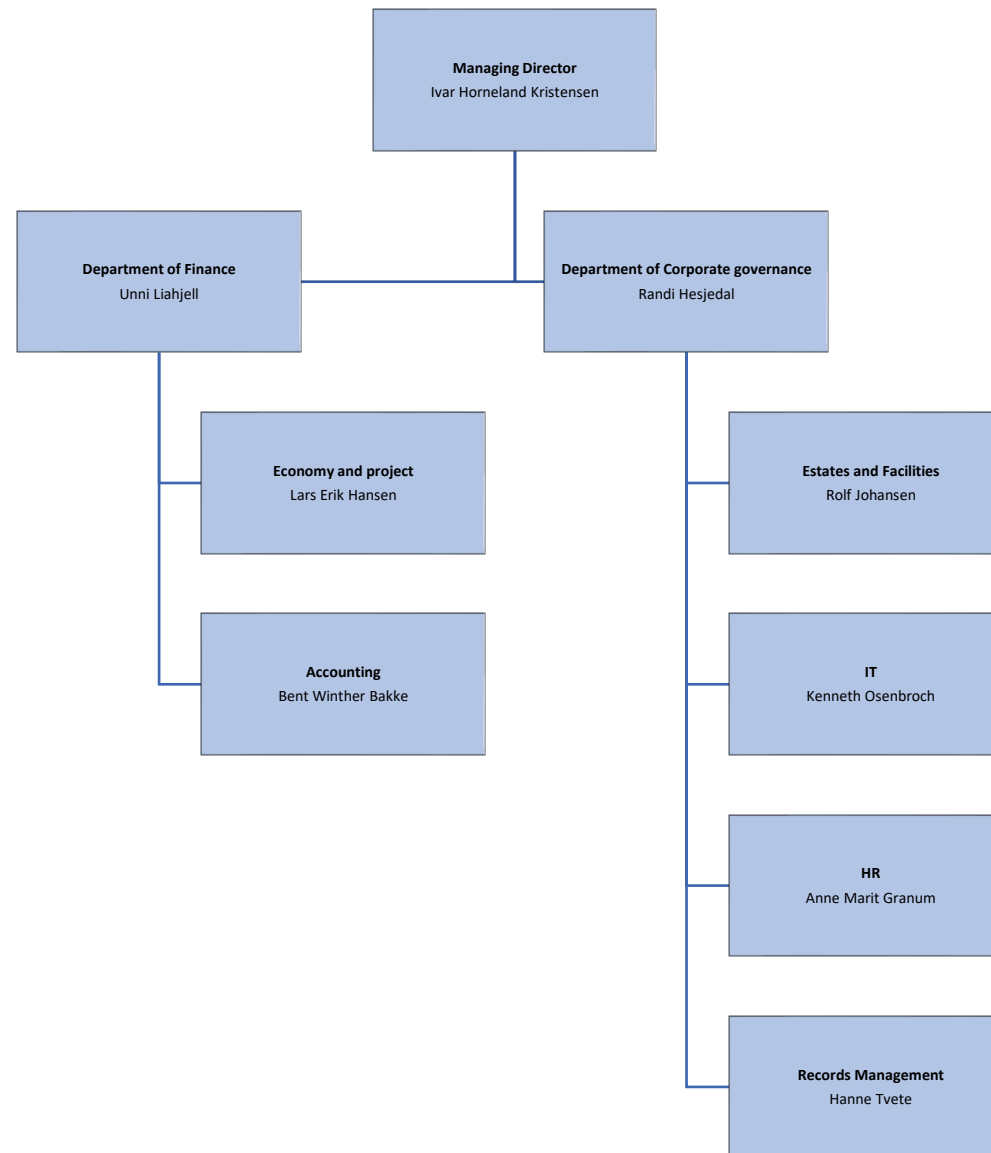 Managing Director
Ivar Horneland Kristensen
Department of Finance
Unni Liahjell
Department of Corporate governance
Randi Hesjedal
Economy and project
Lars Erik Hansen
Estates and Facilities
Rolf Johansen
Accounting
Bent Winther Bakke
IT
Kenneth Osenbroch
HR
Anne Marit Granum
Records Management
Hanne Tvete